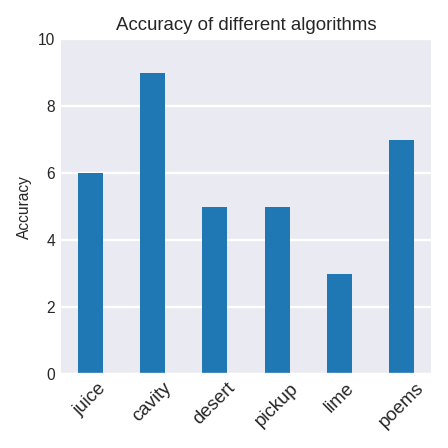 Accuracy of different algorithms
10
8
6
4
2
0
Accuracy
juice
cavity
desert
pickup
lime
poems